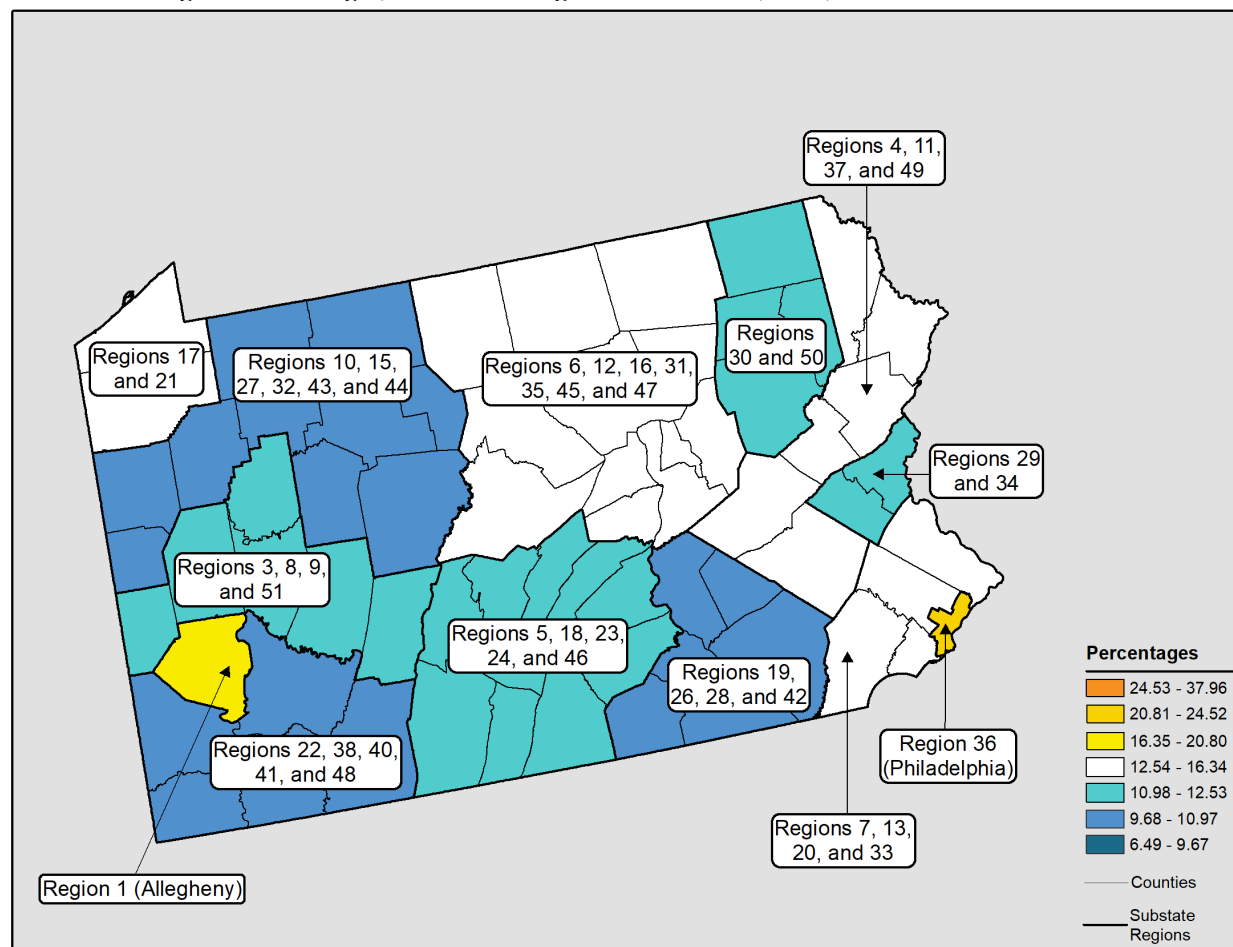 Regions 4, 11,
37, and 49
Regions 17
and 21
Regions 10, 15,
27, 32, 43, and 44
Regions 6, 12, 16, 31,
35, 45, and 47
Regions
30 and 50
Regions 29
and 34
Regions 3, 8, 9,
and 51
Regions 5, 18, 23,
24, and 46
Regions 19,
26, 28, and 42
Regions 22, 38, 40,
41, and 48
Region 36
(Philadelphia)
Regions 7, 13,
20, and 33
Region 1 (Allegheny)
Percentages
24.53 - 37.96
20.81 - 24.52
16.35 - 20.80
12.54 - 16.34
10.98 - 12.53
9.68 - 10.97
6.49 - 9.67
Counties
Substate
Regions